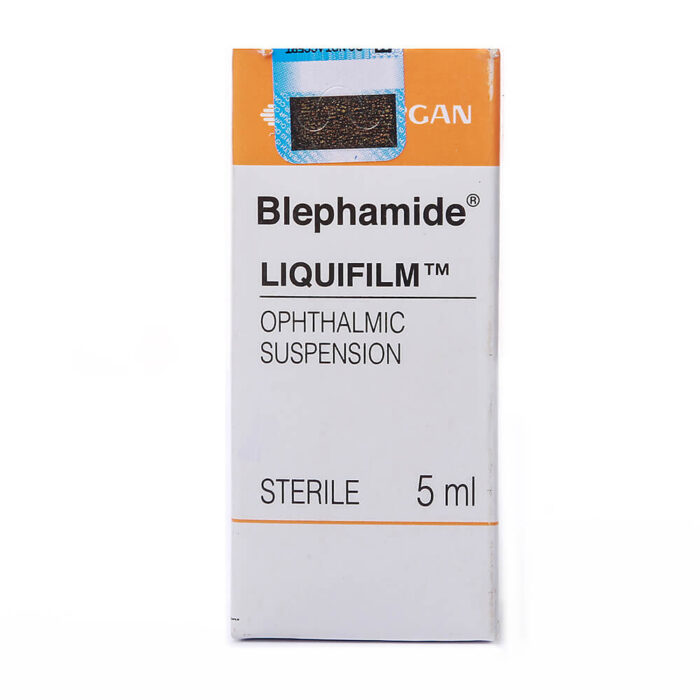 GAN
Blephamide®
LIQUIFILM™
OPHTHALMIC
SUSPENSION
STERILE 5 ml